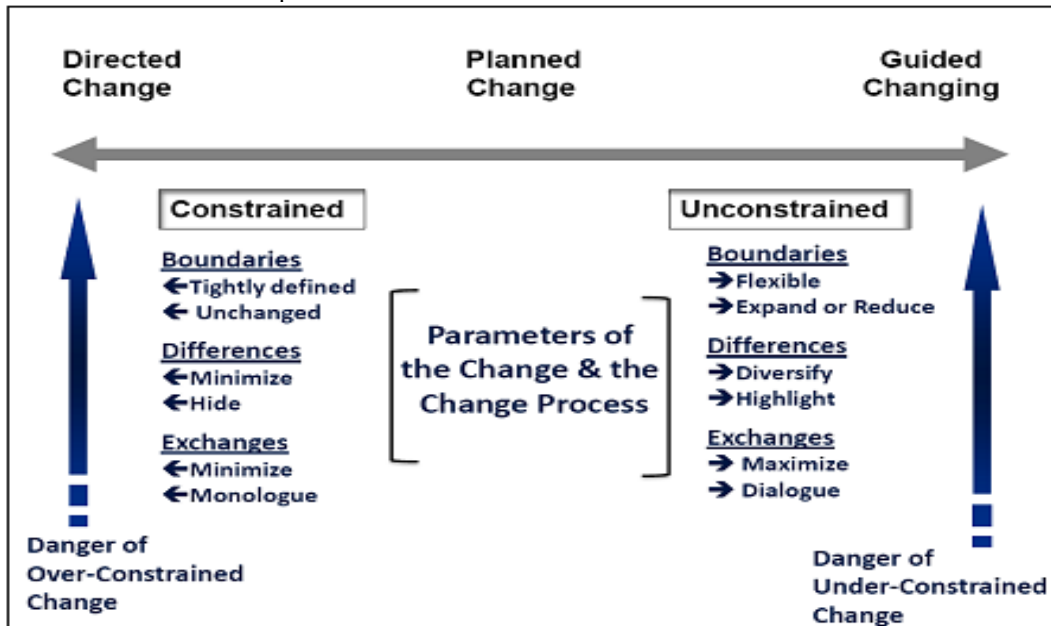 Directed
Change
Planned
Change
Guided
Changing
Constrained
Boundaries
←Tightly defined
← Unchanged
Differences
←Minimize
←Hide
Exchanges
←Minimize
←Monologue
Parameters of
the Change & the
Change Process
Unconstrained
Boundaries
→Flexible
→Expand or Reduce
Differences
→Diversify
→Highlight
Exchanges
→ Maximize
→ Dialogue
Danger of
Over-Constrained
Change
Danger of
Under-Constrained
Change